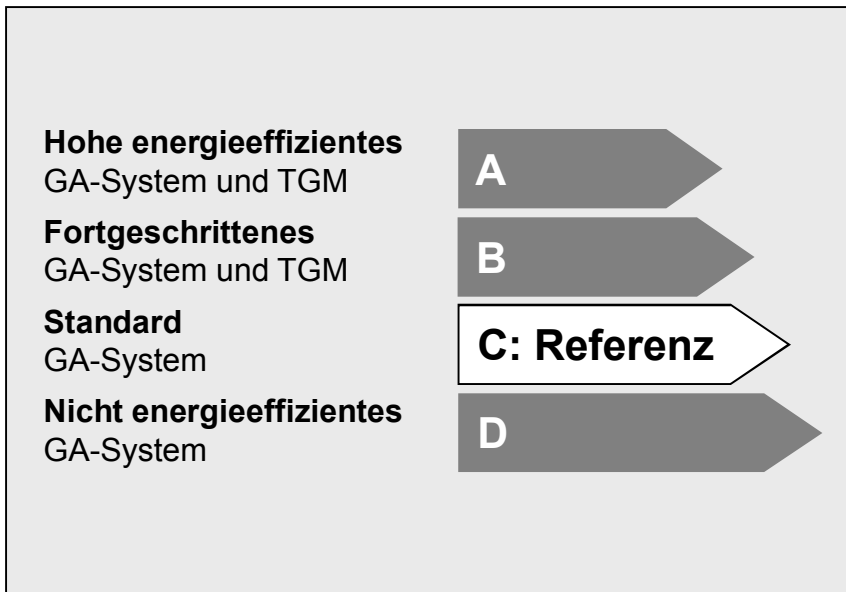 Hohe energieeffizientes
GA-System und TGM
A
Fortgeschrittenes
GA-System und TGM
B
Standard
GA-System
C: Referenz
Nicht energieeffizientes
GA-System
D